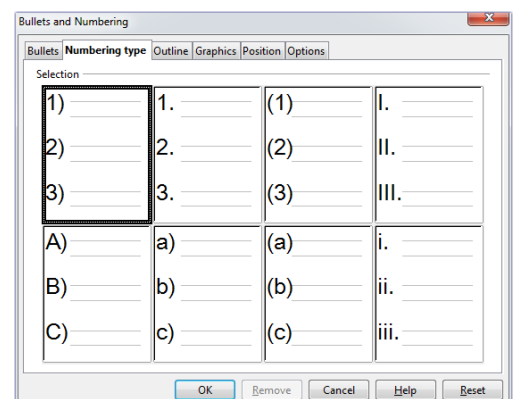 Bullets and Numbering
Bullets Numbering type Outline Graphics Position Options
Selection
1) 1. (1) I.
2) 2. (2) II.
3) 3. (3) III.
A) a) (a) i.
B) b) (b) ii.
C) c) (c) iii.
OK Remove Cancel Help Reset